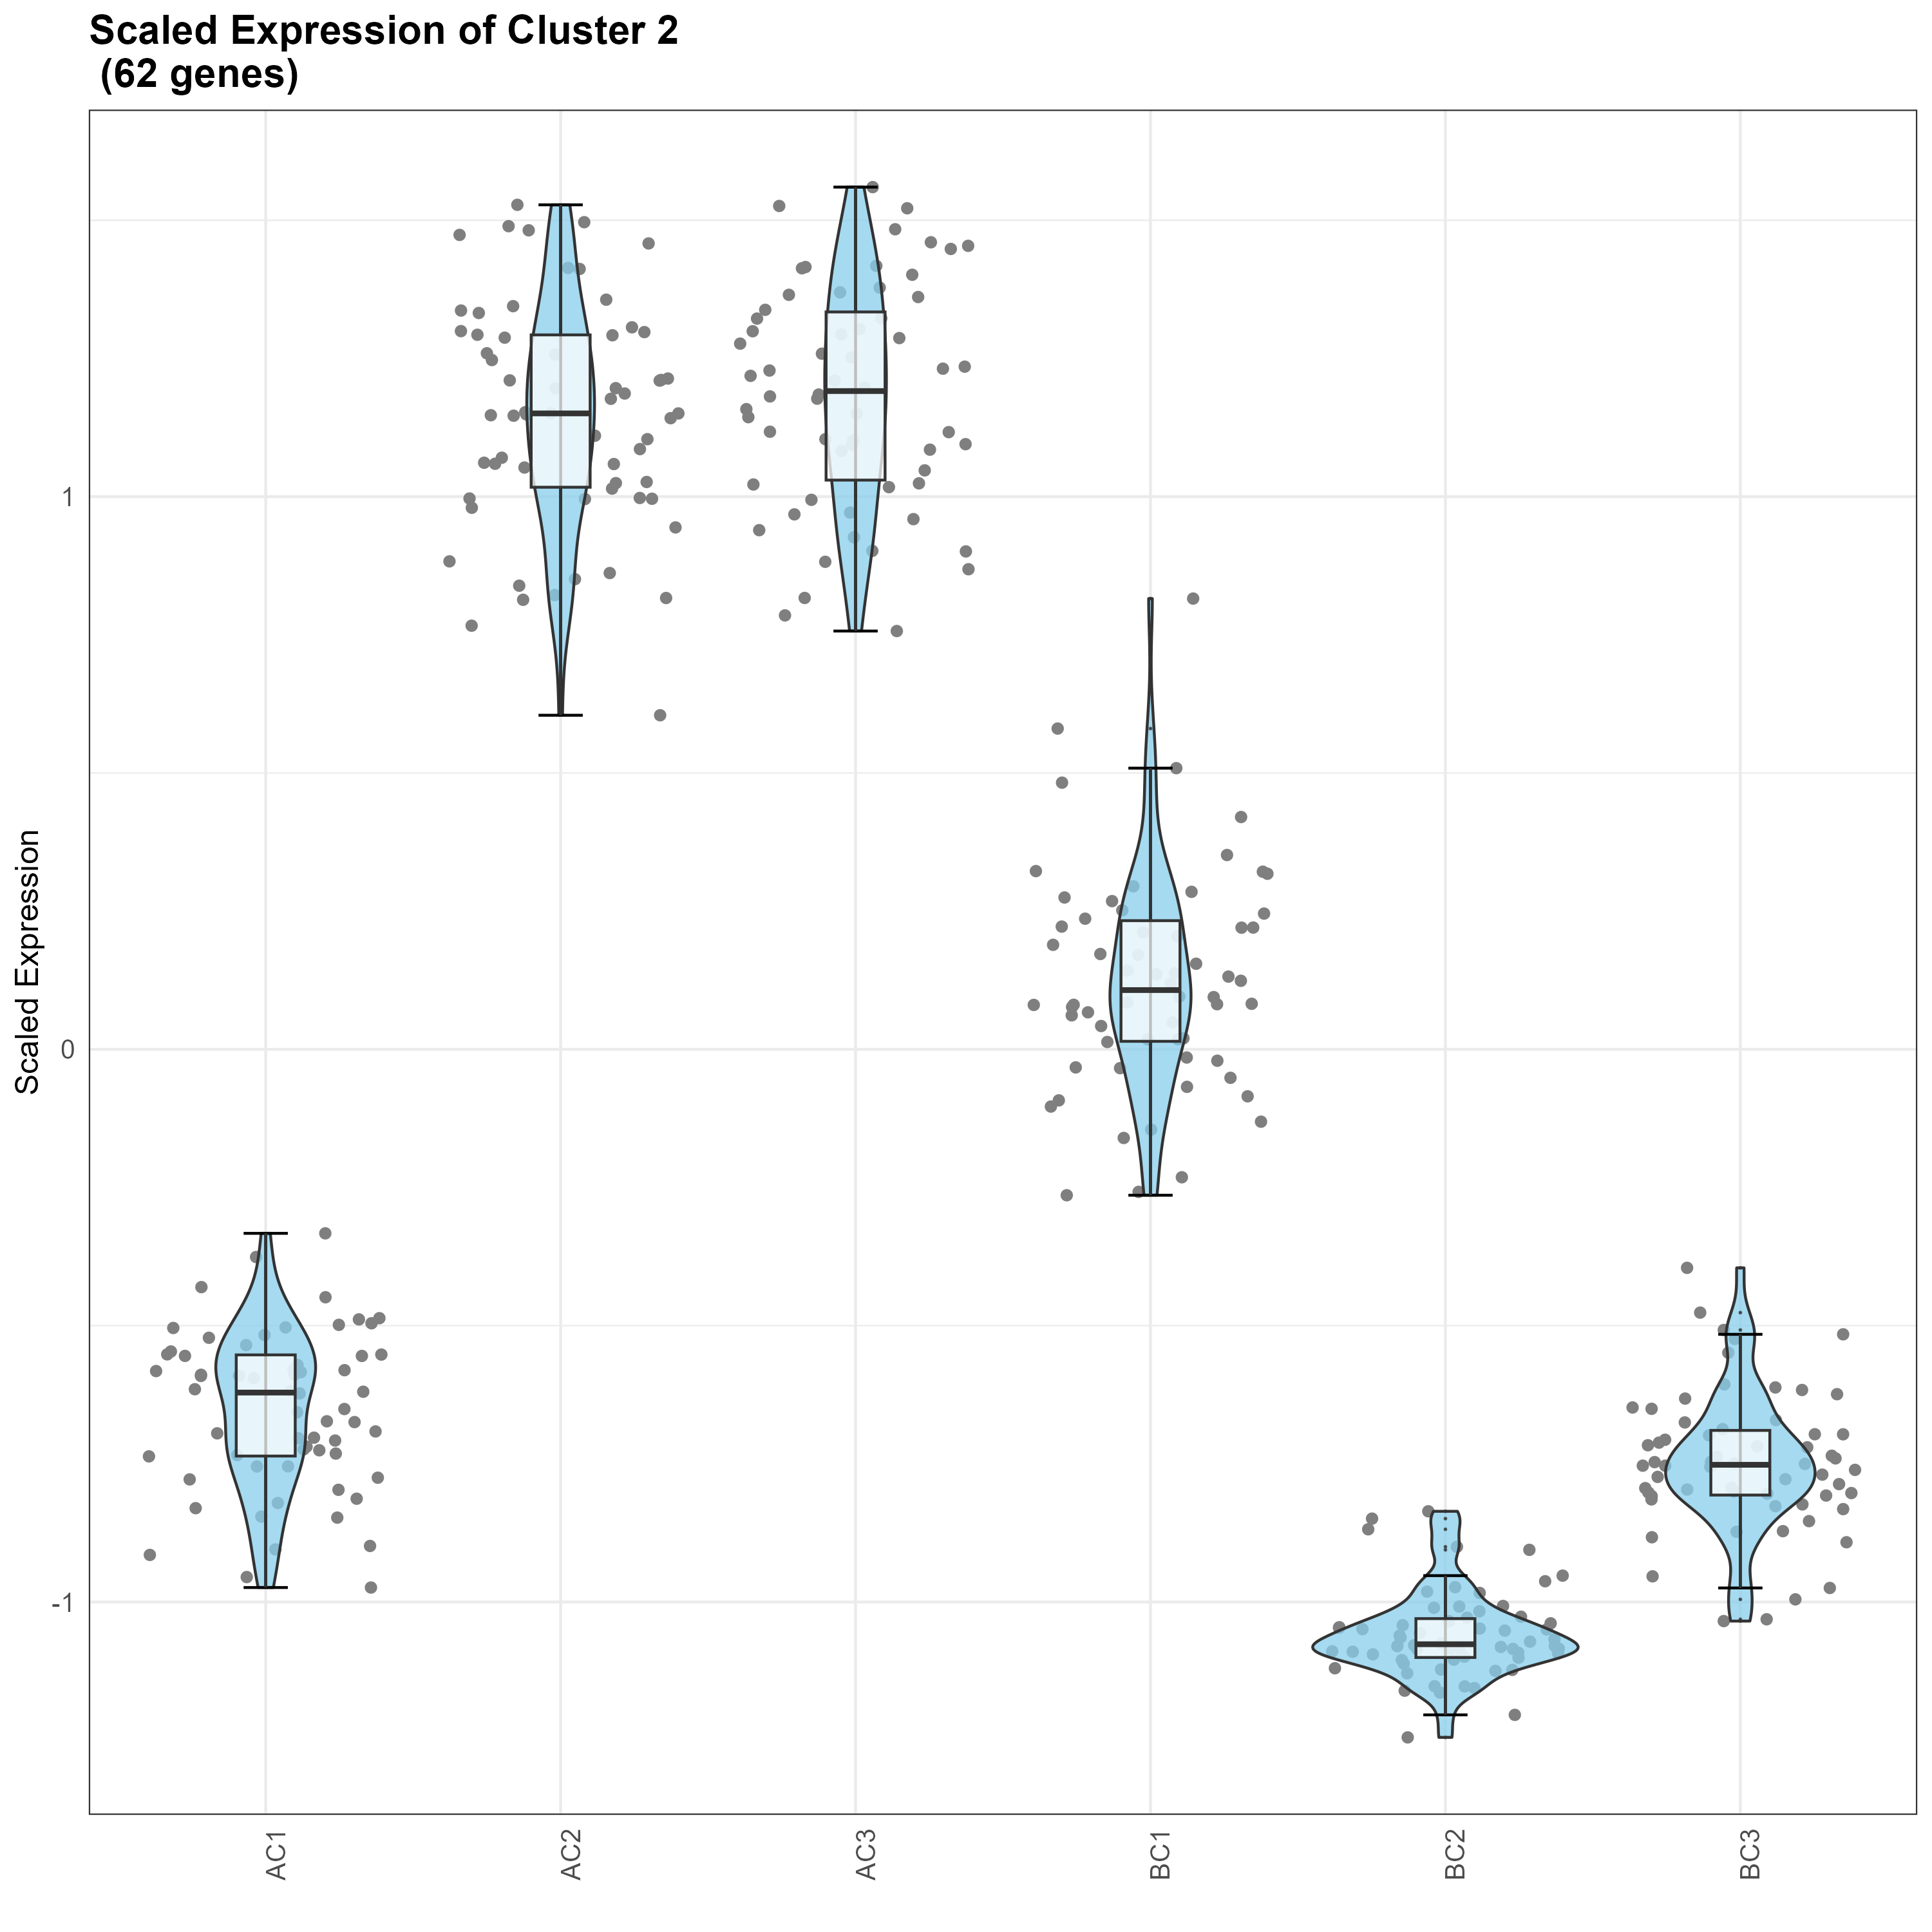 Scaled Expression of Cluster 2
(62 genes)
Scaled Expression
1
0
-1
AC1
AC2
AC3
BC1
BC2
BC3